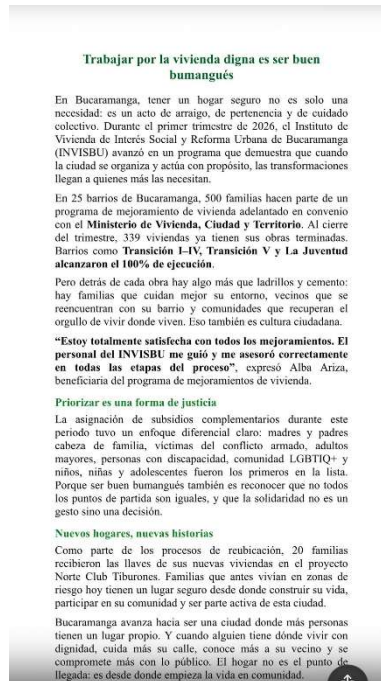 Trabajar por la vivienda digna es ser buen
bumangués
En Bucaramanga, tener un hogar seguro no es solo una
necesidad: es un acto de arraigo, de pertenencia y de cuidado
colectivo. Durante el primer trimestre de 2026, el Instituto de
Vivienda de Interés Social y Reforma Urbana de Bucaramanga
(INVISBU) avanzó en un programa que demuestra que cuando
la ciudad se organiza y actúa con propósito, las transformaciones
llegan a quienes más las necesitan.
En 25 barrios de Bucaramanga, 500 familias hacen parte de un
programa de mejoramiento de vivienda adelantado en convenio
con el Ministerio de Vivienda, Ciudad y Territorio. Al cierre
del trimestre, 339 viviendas ya tienen sus obras terminadas.
Barrios como Transición I–IV, Transición V y La Juventud
alcanzaron el 100% de ejecución.
Pero detrás de cada obra hay algo más que ladrillos y cemento:
hay familias que cuidan mejor su entorno, vecinos que se
reencuentran con su barrio y comunidades que recuperan el
orgullo de vivir donde viven. Eso también es cultura ciudadana.
“Estoy totalmente satisfecha con todos los mejoramientos. El
personal del INVISBU me guió y me asesoró correctamente
en todas las etapas del proceso”, expresó Alba Ariza,
beneficiaria del programa de mejoramientos de vivienda.
Priorizar es una forma de justicia
La asignación de subsidios complementarios durante este
periodo tuvo un enfoque diferencial claro: madres y padres
cabeza de familia, víctimas del conflicto armado, adultos
mayores, personas con discapacidad, comunidad LGBTIQ+ y
niños, niñas y adolescentes fueron los primeros en la lista.
Porque ser buen bumangués también es reconocer que no todos
los puntos de partida son iguales, y que la solidaridad no es un
gesto sino una decisión.
Nuevos hogares, nuevas historias
Como parte de los procesos de reubicación, 20 familias
recibieron las llaves de sus nuevas viviendas en el proyecto
Norte Club Tiburones. Familias que antes vivían en zonas de
riesgo hoy tienen un lugar seguro desde donde construir su vida,
participar en su comunidad y ser parte activa de esta ciudad.
Bucaramanga avanza hacia ser una ciudad donde más personas
tienen un lugar propio. Y cuando alguien tiene dónde vivir con
dignidad, cuida más su calle, conoce más a su vecino y se
compromete más con lo público. El hogar no es el punto de
llegada: es desde donde empieza la vida en comunidad.